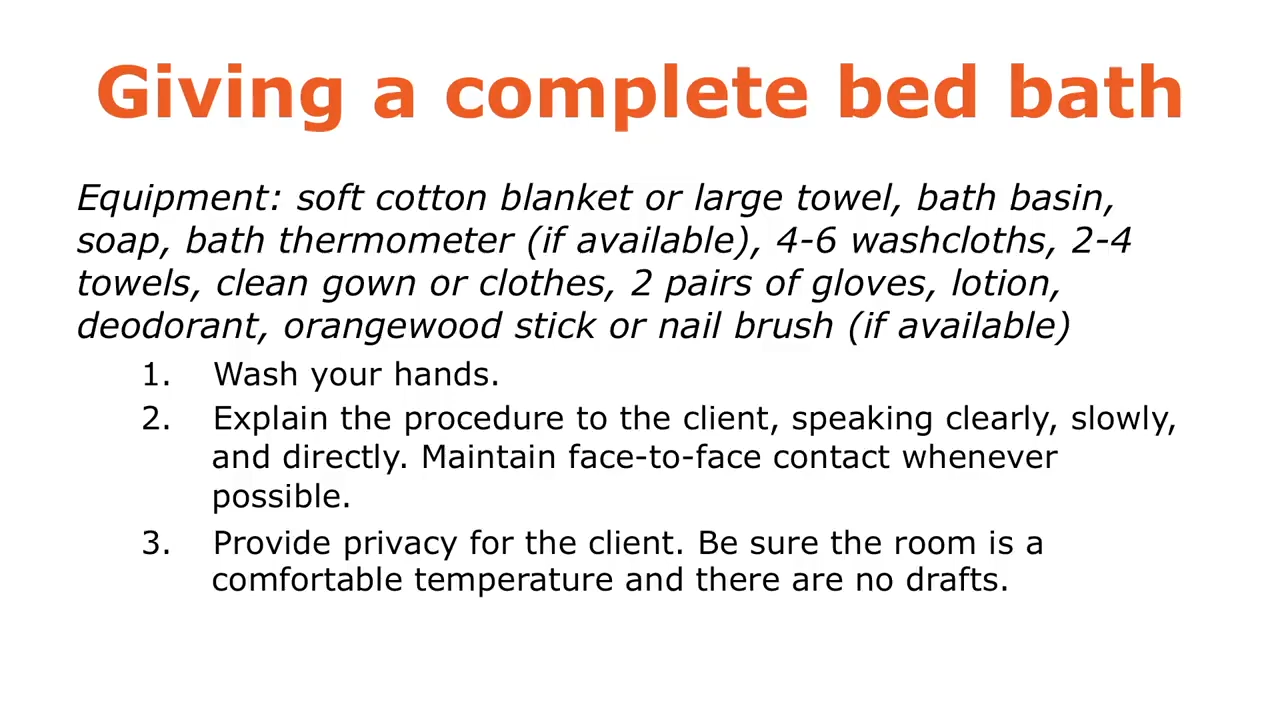 Giving a complete bed bath
Equipment: soft cotton blanket or large towel, bath basin,
soap, bath thermometer (if available), 4-6 washcloths, 2-4
towels, clean gown or clothes, 2 pairs of gloves, lotion,
deodorant, orangewood stick or nail brush (if available)
1. Wash your hands.
2. Explain the procedure to the client, speaking clearly, slowly,
and directly. Maintain face-to-face contact whenever
possible.
3. Provide privacy for the client. Be sure the room is a
comfortable temperature and there are no drafts.